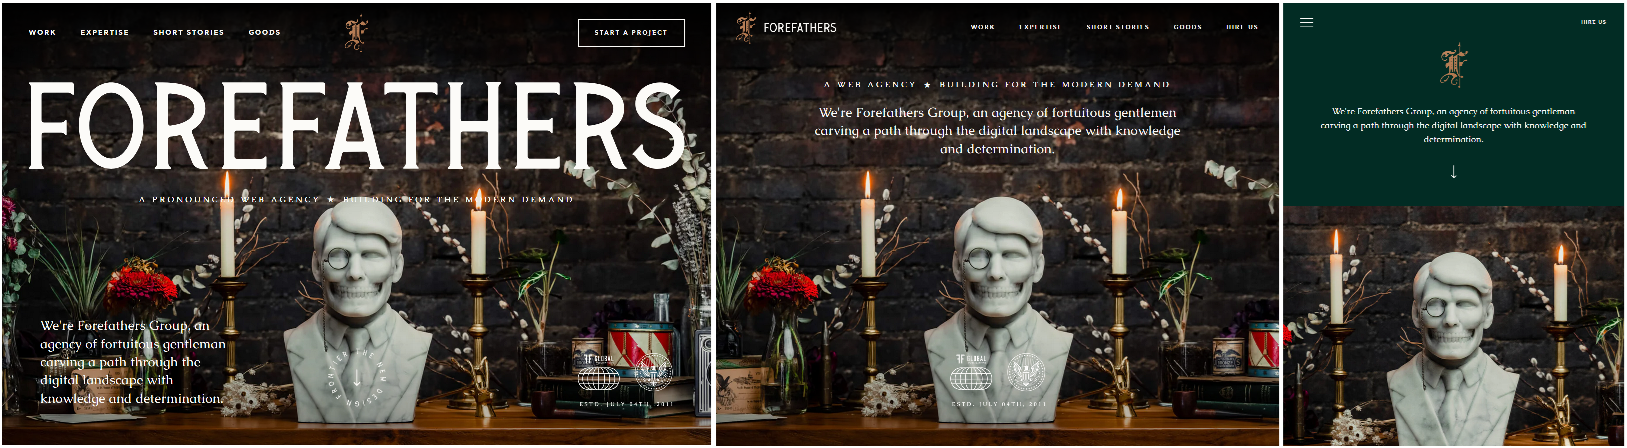 WORK EXPERTISE SHORT STORIES GOODS
START A PROJECT
FOREFATHERS
A PRONOUNCED WEB AGENCY ★ BUILDING FOR THE MODERN DEMAND
We're Forefathers Group, an
agency of fortuitous gentleman
carving a path through the
digital landscape with
knowledge and determination.
THE NEW DESIGN FRONTIER
FF GLOBAL
ESTD. JULY 04TH, 2011
FOREFATHERS
WORK EXPERTISE SHORT STORIES GOODS HIRE US
A WEB AGENCY ★ BUILDING FOR THE MODERN DEMAND
We're Forefathers Group, an agency of fortuitous gentlemen
carving a path through the digital landscape with knowledge
and determination.
FF GLOBAL
ESTD. JULY 04TH, 2011
HIRE US
We're Forefathers Group, an agency of fortuitous gentleman
carving a path through the digital landscape with knowledge and
determination.